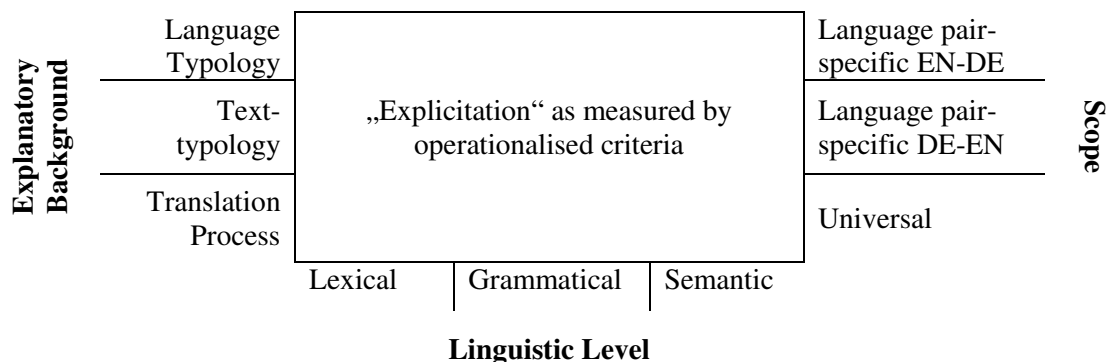 Explanatory
Background
Language
Typology
Text-
typology
Translation
Process
„Explicitation“ as measured by
operationalised criteria
Language pair-
specific EN-DE
Language pair-
specific DE-EN
Universal
Scope
Lexical
Grammatical
Semantic
Linguistic Level